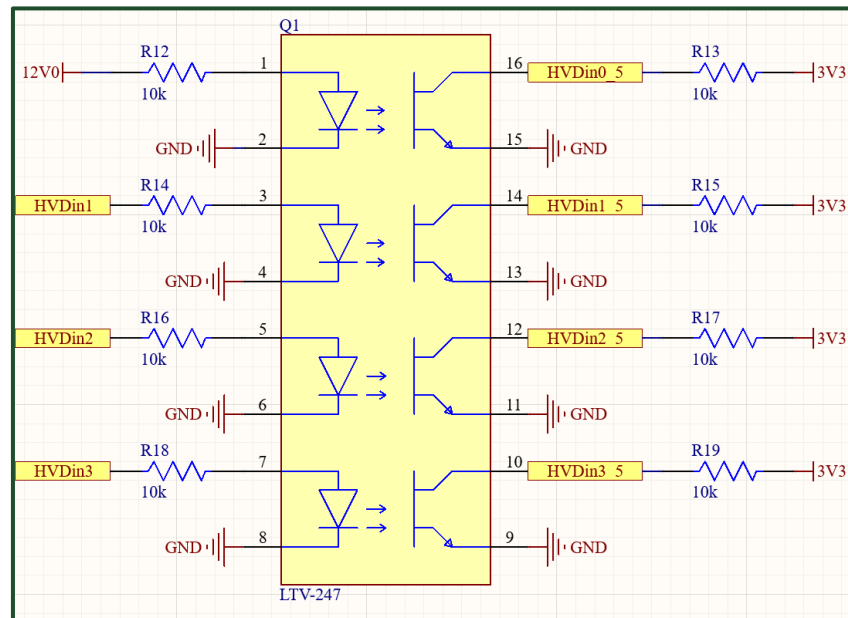 Q1
R12 1 16 HVDin0_5 R13
12V0 3V3
10k 10k
GND 2 15 GND
R14 3 14 R15
HVDin1 HVDin1_5 3V3
10k 10k
GND 4 13 GND
R16 5 12 R17
HVDin2 HVDin2_5 3V3
10k 10k
GND 6 11 GND
R18 7 10 R19
HVDin3 HVDin3_5 3V3
10k 10k
GND 8 9 GND
LTV-247